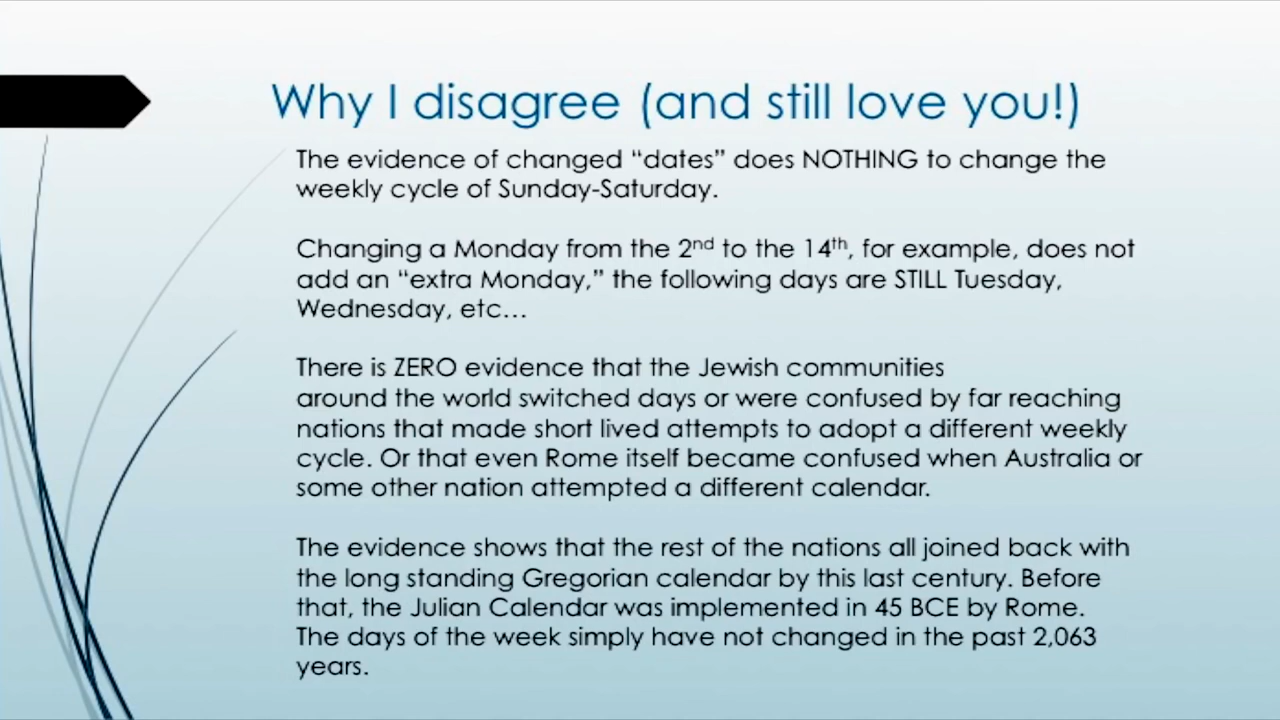 Why I disagree (and still love you!)
The evidence of changed “dates” does NOTHING to change the
weekly cycle of Sunday-Saturday.
Changing a Monday from the 2nd to the 14th, for example, does not
add an “extra Monday,” the following days are STILL Tuesday,
Wednesday, etc…
There is ZERO evidence that the Jewish communities
around the world switched days or were confused by far reaching
nations that made short lived attempts to adopt a different weekly
cycle. Or that even Rome itself became confused when Australia or
some other nation attempted a different calendar.
The evidence shows that the rest of the nations all joined back with
the long standing Gregorian calendar by this last century. Before
that, the Julian Calendar was implemented in 45 BCE by Rome.
The days of the week simply have not changed in the past 2,063
years.